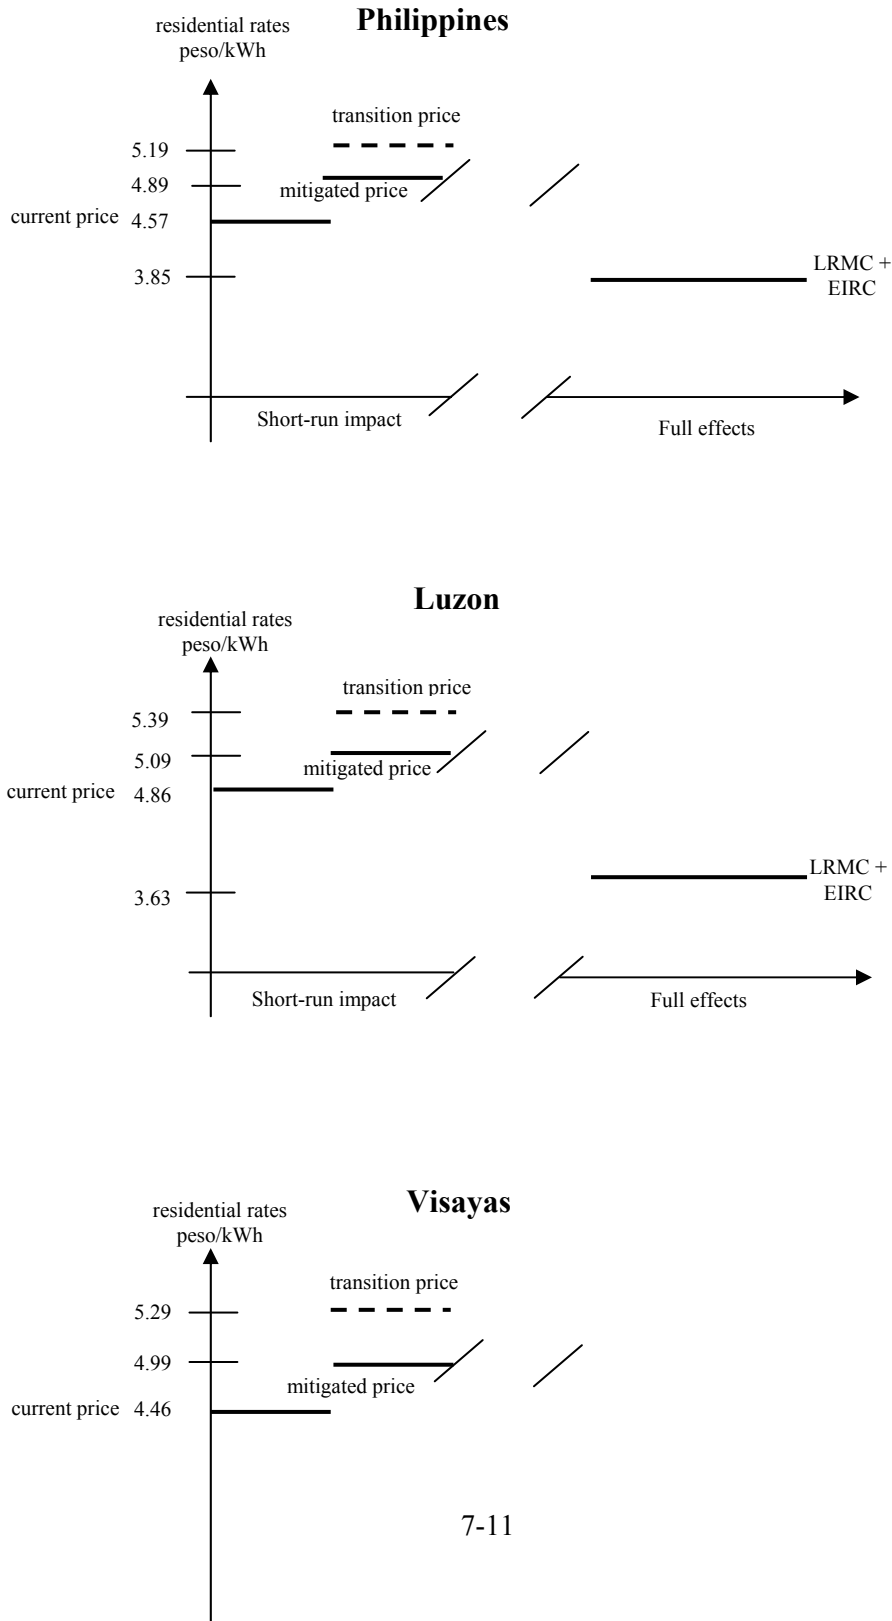 Philippines
residential rates
peso/kWh
transition price
5.19
4.89
mitigated price
current price 4.57
3.85
LRMC +
EIRC
Short-run impact
Full effects
Luzon
residential rates
peso/kWh
transition price
5.39
5.09
mitigated price
current price 4.86
3.63
LRMC +
EIRC
Short-run impact
Full effects
Visayas
residential rates
peso/kWh
transition price
5.29
4.99
mitigated price
current price 4.46
7-11